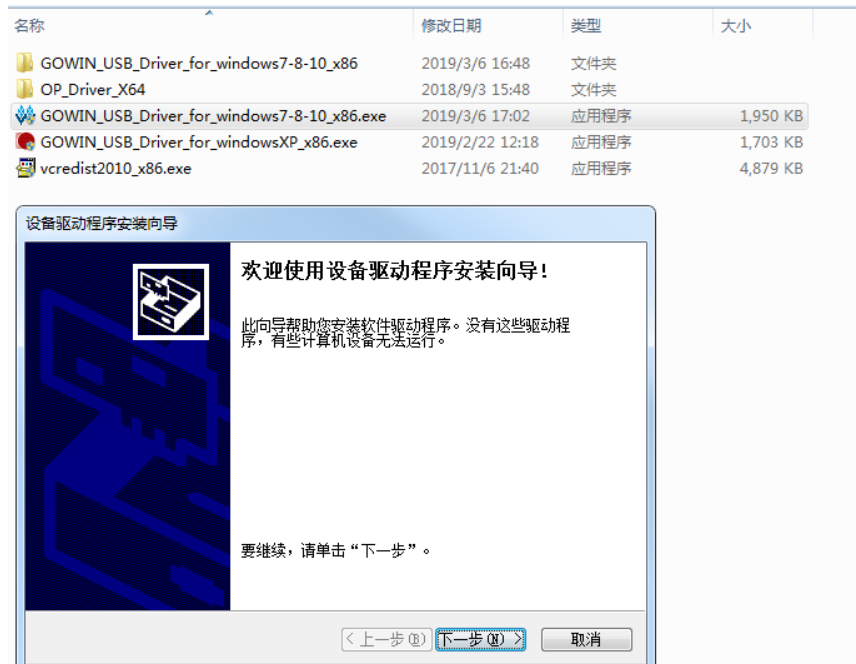 名称 修改日期 类型 大小
GOWIN_USB_Driver_for_windows7-8-10_x86 2019/3/6 16:48 文件夹
OP_Driver_X64 2018/9/3 15:48 文件夹
GOWIN_USB_Driver_for_windows7-8-10_x86.exe 2019/3/6 17:02 应用程序 1,950 KB
GOWIN_USB_Driver_for_windowsXP_x86.exe 2019/2/22 12:18 应用程序 1,703 KB
vcredist2010_x86.exe 2017/11/6 21:40 应用程序 4,879 KB
设备驱动程序安装向导
欢迎使用设备驱动程序安装向导!
此向导帮助您安装软件驱动程序。没有这些驱动程
序，有些计算机设备无法运行。
要继续，请单击“下一步”。
< 上一步(B) 下一步(N) > 取消